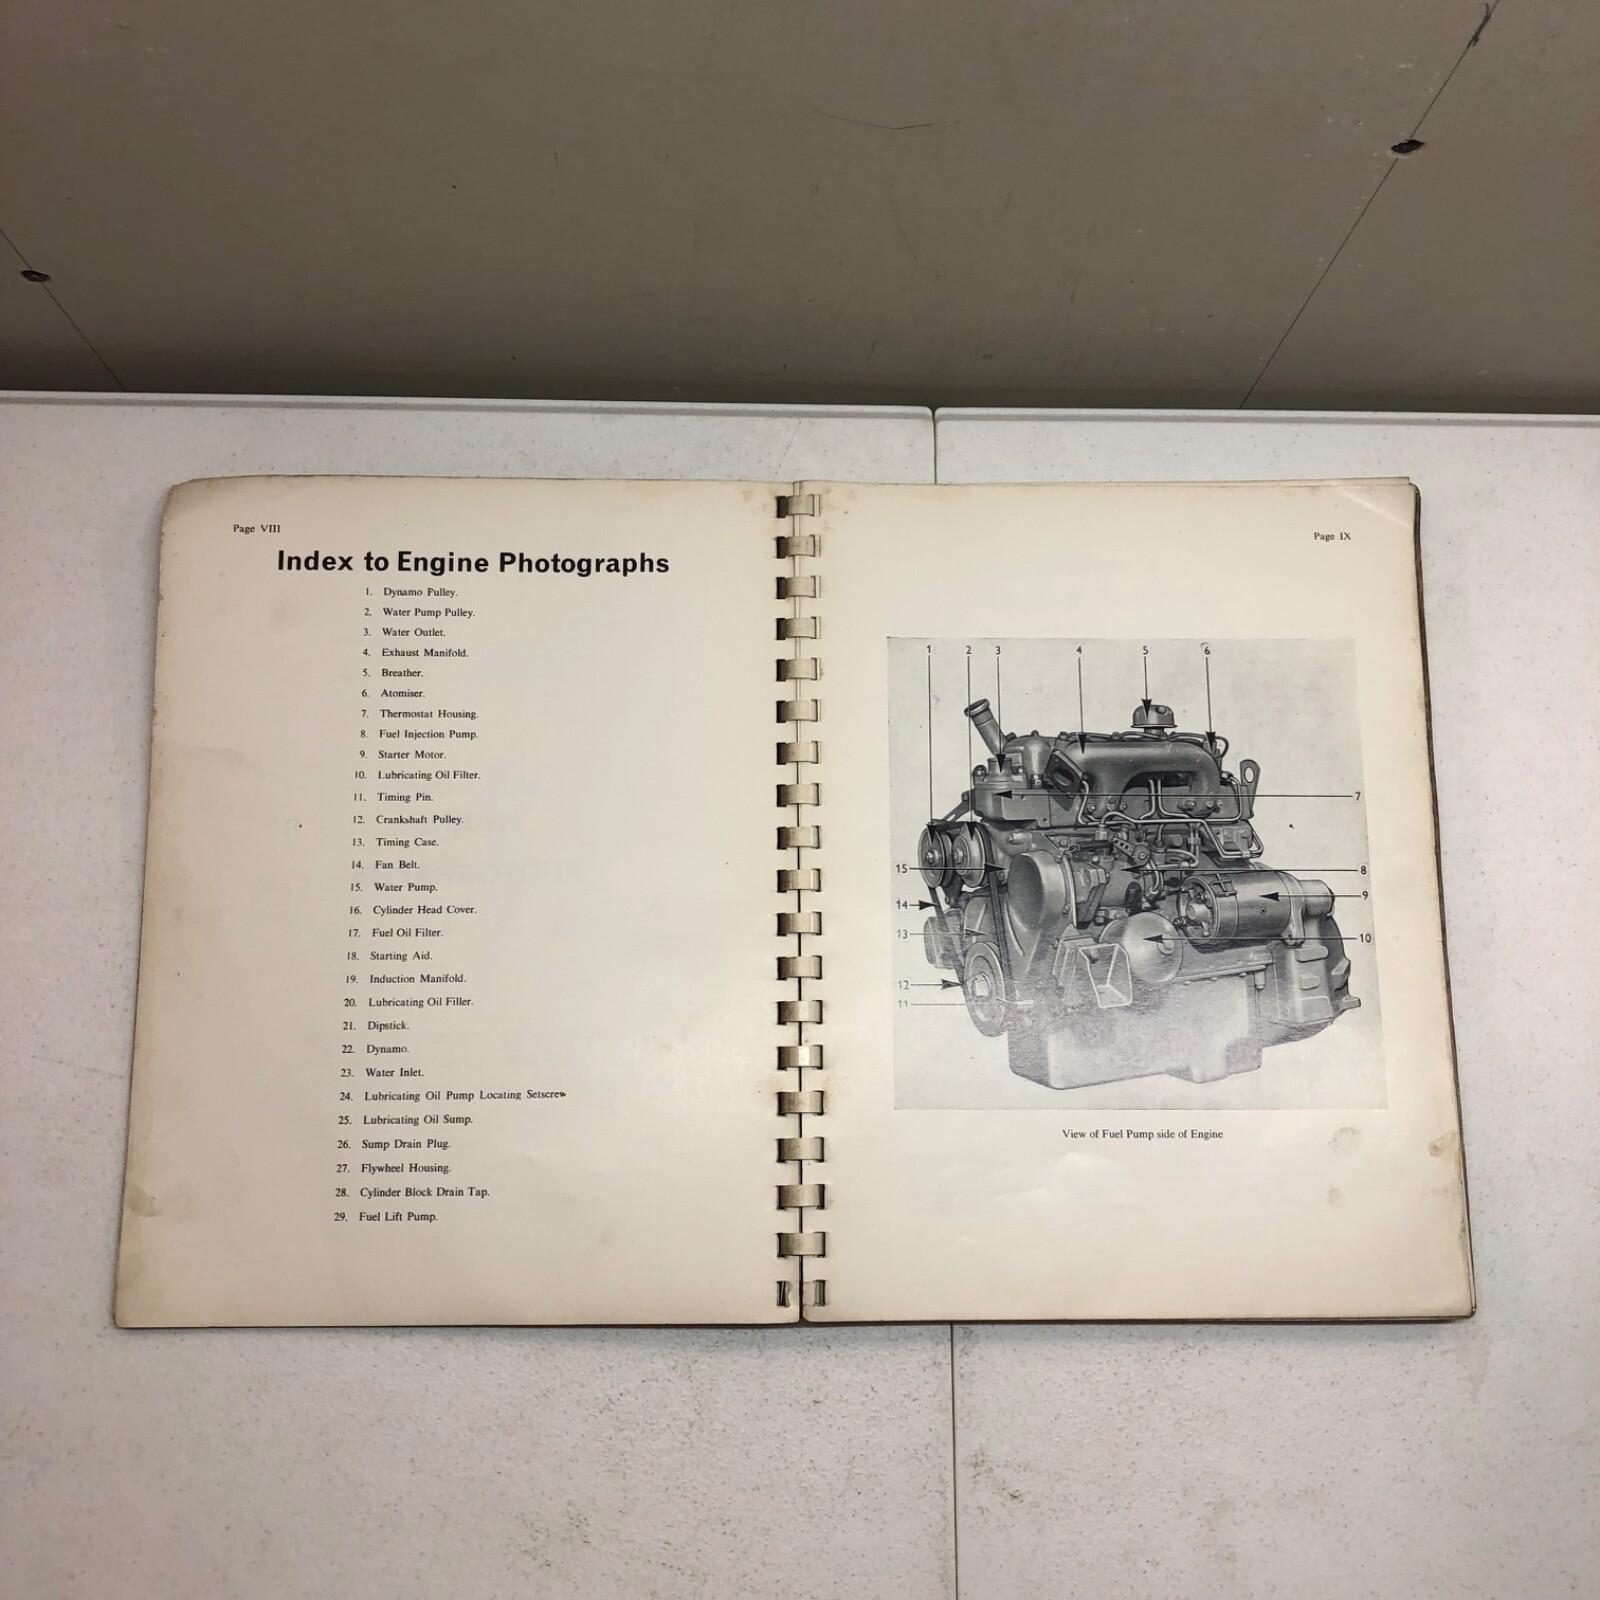 Page VIII
Index to Engine Photographs
1. Dynamo Pulley.
2. Water Pump Pulley.
3. Water Outlet.
4. Exhaust Manifold.
5. Breather.
6. Atomiser.
7. Thermostat Housing.
8. Fuel Injection Pump.
9. Starter Motor.
10. Lubricating Oil Filter.
11. Timing Pin.
12. Crankshaft Pulley.
13. Timing Case.
14. Fan Belt.
15. Water Pump.
16. Cylinder Head Cover.
17. Fuel Oil Filter.
18. Starting Aid.
19. Induction Manifold.
20. Lubricating Oil Filler.
21. Dipstick.
22. Dynamo.
23. Water Inlet.
24. Lubricating Oil Pump Locating Setscrew
25. Lubricating Oil Sump.
26. Sump Drain Plug.
27. Flywheel Housing.
28. Cylinder Block Drain Tap.
29. Fuel Lift Pump.
Page IX
1 2 3 4 5 6
7
15 8
14 9
13 10
12
11
View of Fuel Pump side of Engine